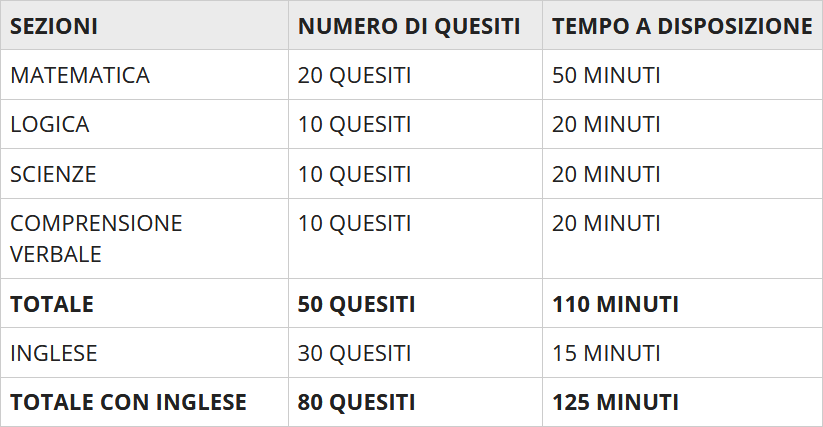 SEZIONI NUMERO DI QUESITI TEMPO A DISPOSIZIONE
MATEMATICA 20 QUESITI 50 MINUTI
LOGICA 10 QUESITI 20 MINUTI
SCIENZE 10 QUESITI 20 MINUTI
COMPRENSIONE 10 QUESITI 20 MINUTI
VERBALE
TOTALE 50 QUESITI 110 MINUTI
INGLESE 30 QUESITI 15 MINUTI
TOTALE CON INGLESE 80 QUESITI 125 MINUTI